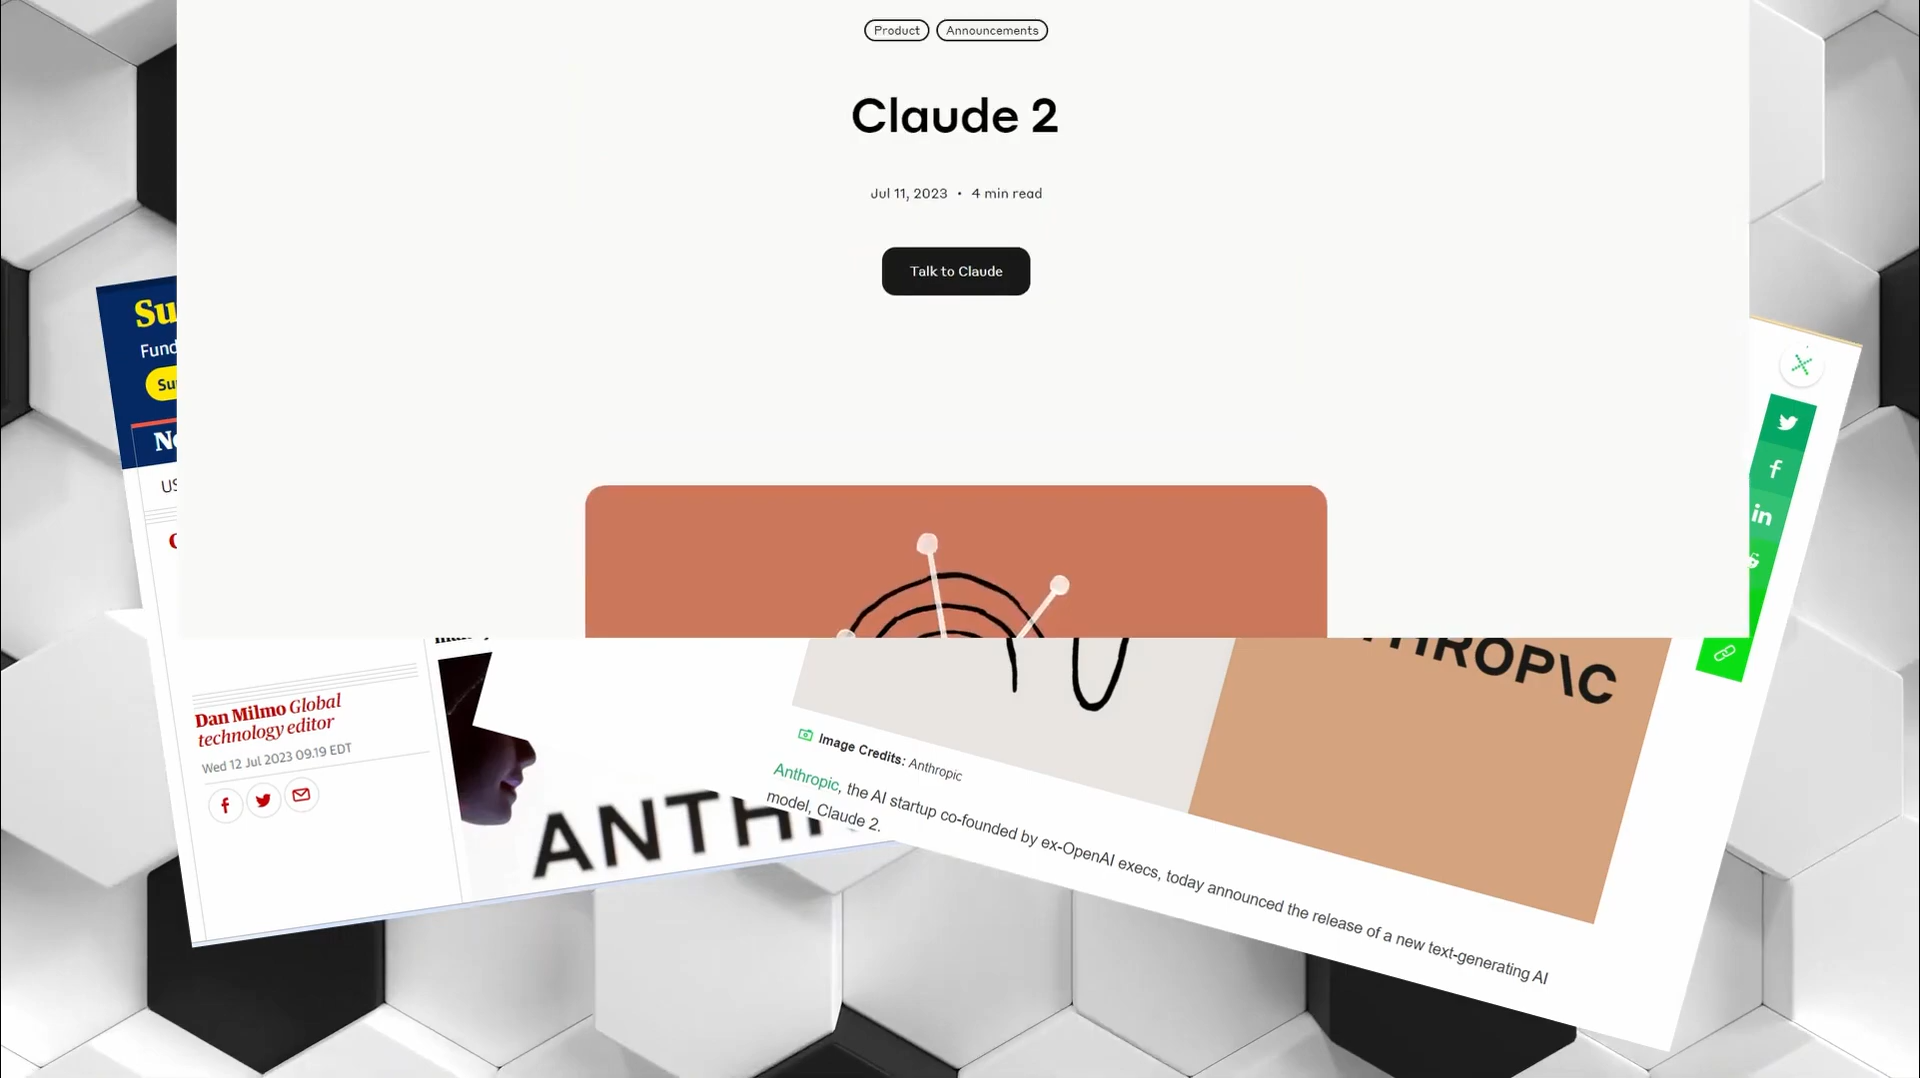 Product Announcements
Claude 2
Jul 11, 2023 • 4 min read
Talk to Claude
Dan Milmo Global
technology editor
Wed 12 Jul 2023 09.19 EDT
Image Credits: Anthropic
Anthropic, the AI startup co-founded by ex-OpenAI execs, today announced the release of a new text-generating AI
model, Claude 2.